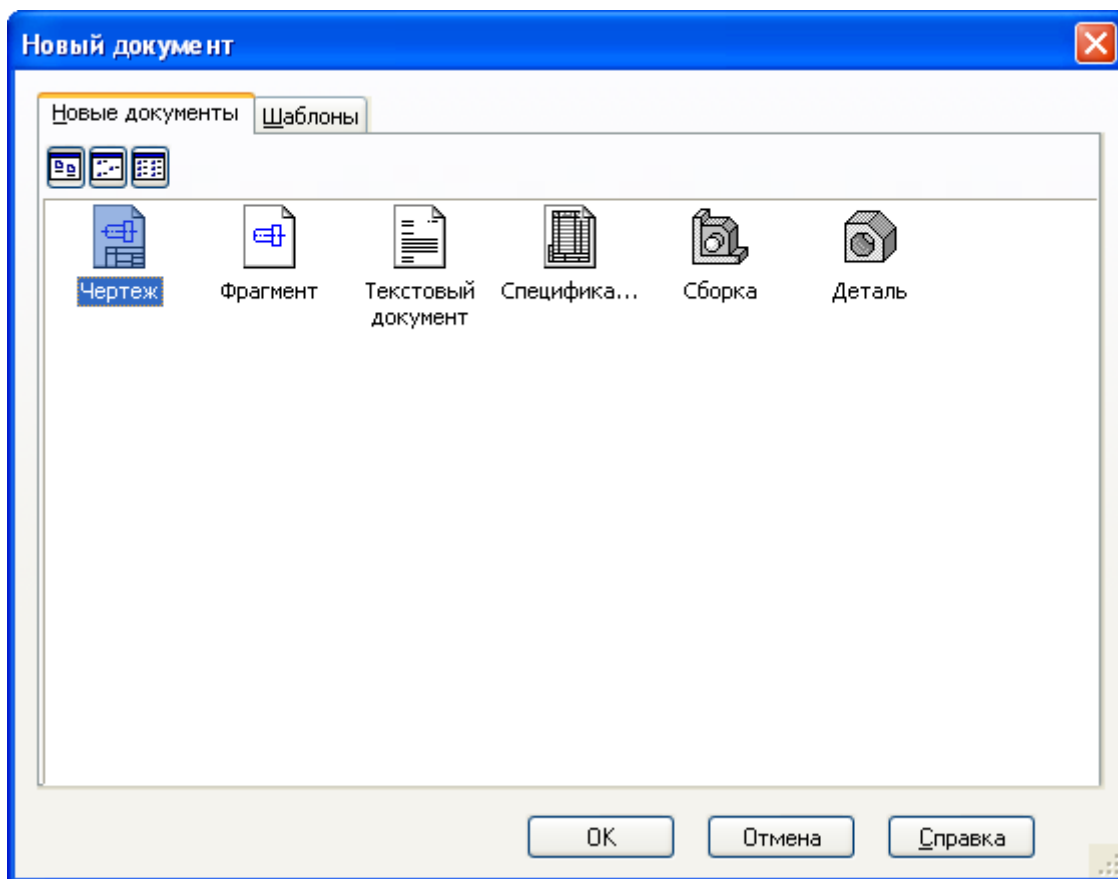 Новый документ
Новые документы
Шаблоны
Чертеж
Фрагмент
Текстовый
документ
Специфика...
Сборка
Деталь
OK
Отмена
Справка